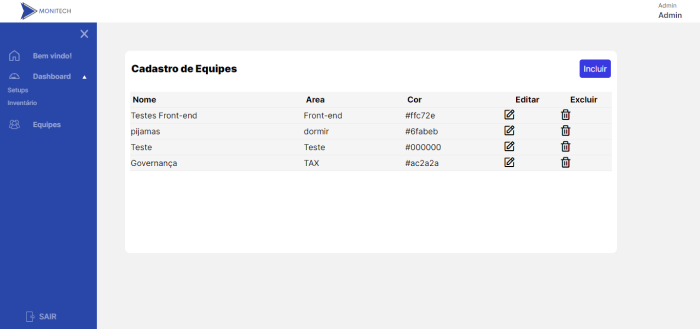 MONITECH
Admin
Admin
Bem vindo!
Dashboard
Setups
Inventário
Equipes
SAIR
Cadastro de Equipes
Incluir
Nome Area Cor Editar Excluir
Testes Front-end Front-end #ffc72e
pijamas dormir #6fabeb
Teste Teste #000000
Governança TAX #ac2a2a